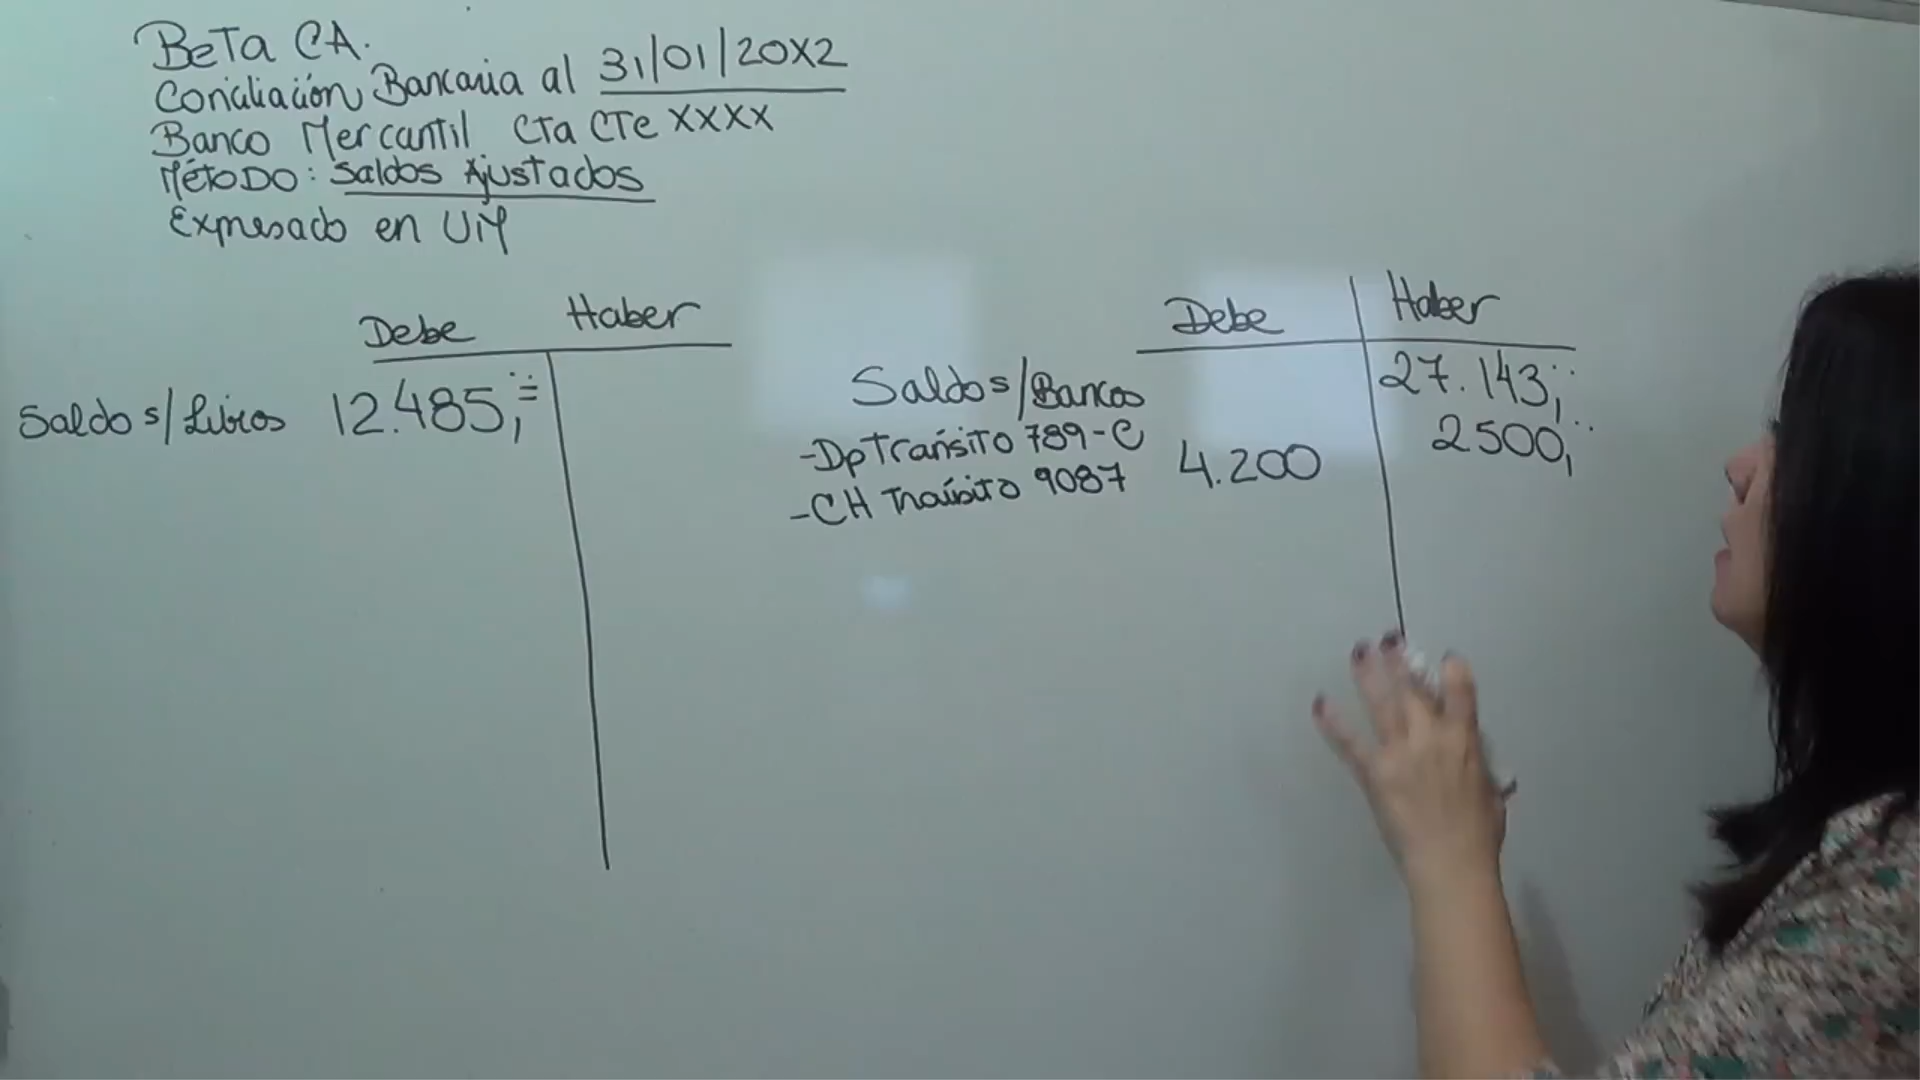 BeTa CA.
Conciliación Bancaria al 31/01/20X2
Banco Mercantil CTa CTe XXXX
MéToDO: Saldos AjusTados
Expresado en UM
Debe Haber
Saldo s/Libros 12.485,
Debe Haber
Saldo s/Bancos 27.143,
-Dp Tránsito 789-C 2500,
-CH Tránsito 9087 4.200